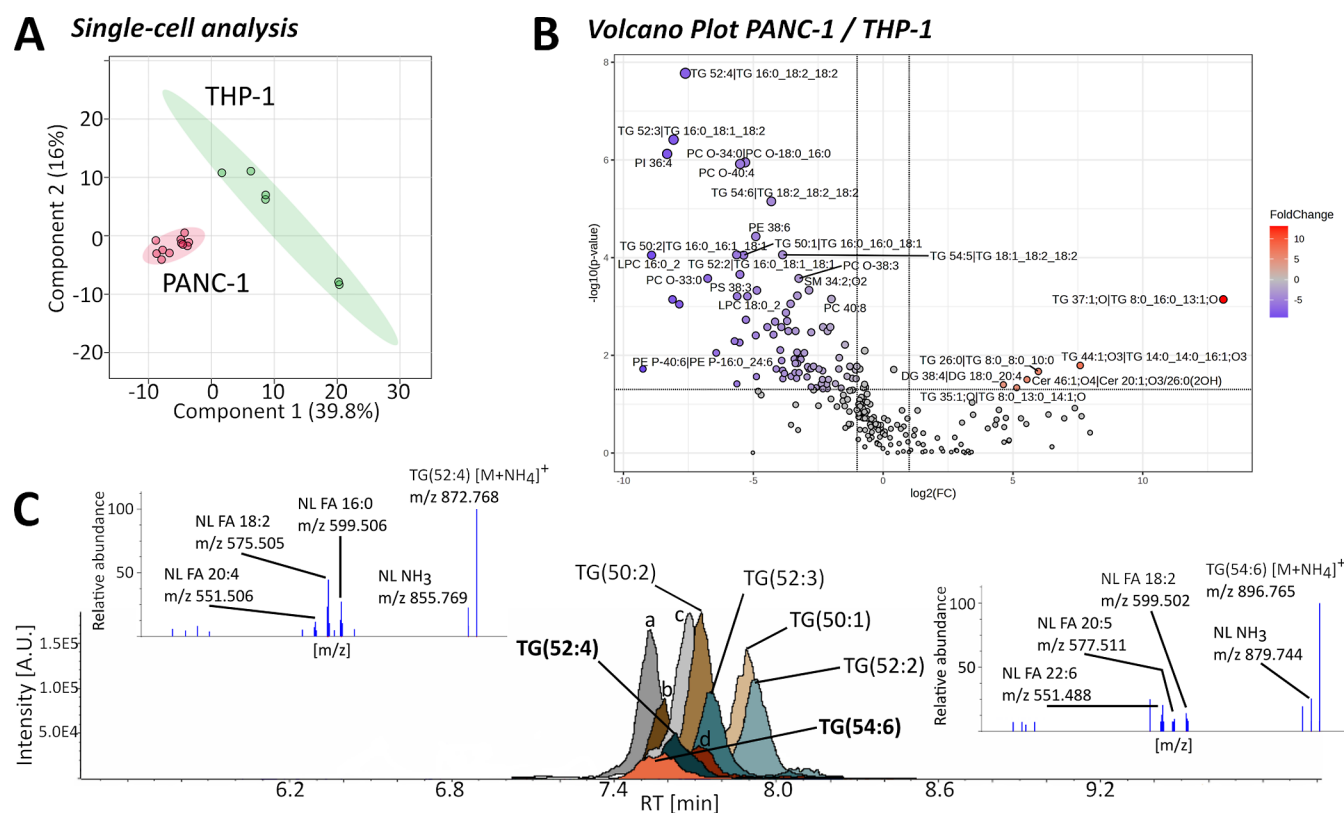 A Single-cell analysis
THP-1
PANC-1
Component 2 (16%)
20
10
0
-10
-20
-10
0
10
20
30
Component 1 (39.8%)
B Volcano Plot PANC-1 / THP-1
TG 52:4|TG 16:0_18:2_18:2
TG 52:3|TG 16:0_18:1_18:2
PI 36:4
PC O-34:0|PC O-18:0_16:0
PC O-40:4
TG 54:6|TG 18:2_18:2_18:2
PE 38:6
TG 50:2|TG 16:0_16:1_18:1
TG 50:1|TG 16:0_16:0_18:1
TG 54:5|TG 18:1_18:2_18:2
LPC 16:0_2
TG 52:2|TG 16:0_18:1_18:1
PC O-38:3
PC O-33:0
SM 34:2;O2
PS 38:3
LPC 18:0_2
PC 40:8
PE P-40:6|PE P-16:0_24:6
TG 37:1;O|TG 8:0_16:0_13:1;O
TG 26:0|TG 8:0_8:0_10:0
TG 44:1;O3|TG 14:0_14:0_16:1;O3
DG 38:4|DG 18:0_20:4
Cer 46:1;O4|Cer 20:1;O3/26:0(2OH)
TG 35:1;O|TG 8:0_13:0_14:1;O
-log10(p-value)
8
6
4
2
0
-10
-5
0
5
10
log2(FC)
FoldChange
10
5
0
-5
C
Relative abundance
100
50
TG(52:4) [M+NH4]+
m/z 872.768
NL FA 16:0
m/z 599.506
NL FA 18:2
m/z 575.505
NL FA 20:4
m/z 551.506
NL NH3
m/z 855.769
[m/z]
Intensity [A.U.]
1.5E5
1.0E5
5.0E4
TG(50:2)
TG(52:3)
a
c
b
d
TG(50:1)
TG(52:4)
TG(52:2)
TG(54:6)
6.2
6.8
7.4
8.0
8.6
9.2
RT [min]
Relative abundance
100
50
TG(54:6) [M+NH4]+
m/z 896.765
NL FA 18:2
m/z 599.502
NL FA 20:5
m/z 577.511
NL FA 22:6
m/z 551.488
NL NH3
m/z 879.744
[m/z]